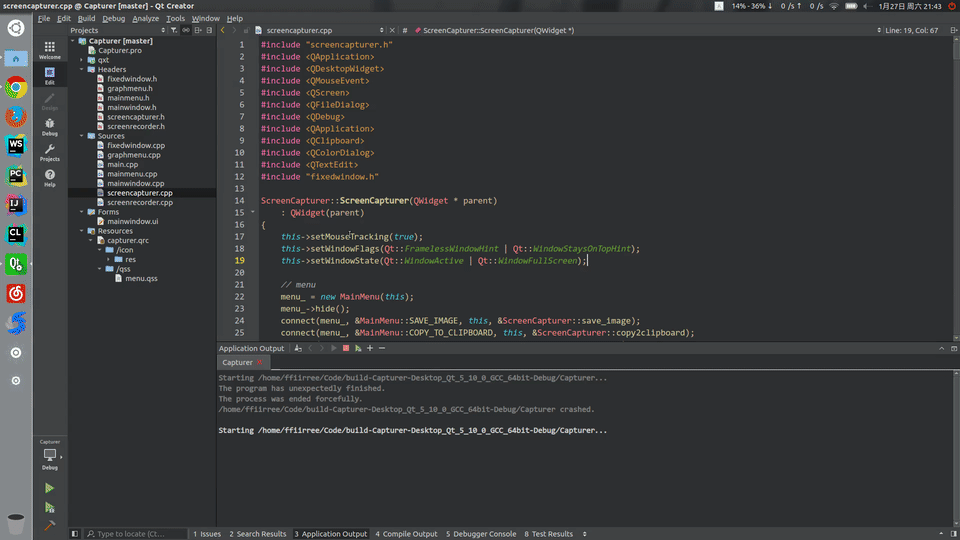 screencapturer.cpp @ Capturer [master] - Qt Creator
14%~36%↓ 0/s↑ 0/s 1月27日 周六 21:43
File Edit Build Debug Analyze Tools Window Help
Projects
screencapturer.cpp
# ScreenCapturer::ScreenCapturer(QWidget *)
Line: 19, Col: 67
Welcome
Edit
Design
Debug
Projects
Help
Capturer
Debug
Capturer [master]
Capturer.pro
qxt
Headers
fixedwindow.h
graphmenu.h
mainmenu.h
mainwindow.h
screencapturer.h
screenrecorder.h
Sources
fixedwindow.cpp
graphmenu.cpp
main.cpp
mainmenu.cpp
mainwindow.cpp
screencapturer.cpp
screenrecorder.cpp
Forms
mainwindow.ui
Resources
capturer.qrc
/icon
res
/qss
menu.qss
1 #include "screencapturer.h"
2 #include <QApplication>
3 #include <QDesktopWidget>
4 #include <QMouseEvent>
5 #include <QScreen>
6 #include <QFileDialog>
7 #include <QDebug>
8 #include <QApplication>
9 #include <QClipboard>
10 #include <QColorDialog>
11 #include <QTextEdit>
12 #include "fixedwindow.h"
13
14 ScreenCapturer::ScreenCapturer(QWidget * parent)
15 : QWidget(parent)
16 {
17 this->setMouseTracking(true);
18 this->setWindowFlags(Qt::FramelessWindowHint | Qt::WindowStaysOnTopHint);
19 this->setWindowState(Qt::WindowActive | Qt::WindowFullScreen);
20
21 // menu
22 menu_ = new MainMenu(this);
23 menu_->hide();
24 connect(menu_, &MainMenu::SAVE_IMAGE, this, &ScreenCapturer::save_image);
25 connect(menu_, &MainMenu::COPY_TO_CLIPBOARD, this, &ScreenCapturer::copy2clipboard);
Application Output
Capturer
Starting /home/ffiirree/Code/build-Capturer-Desktop_Qt_5_10_0_GCC_64bit-Debug/Capturer...
The program has unexpectedly finished.
The process was ended forcefully.
/home/ffiirree/Code/build-Capturer-Desktop_Qt_5_10_0_GCC_64bit-Debug/Capturer crashed.
Starting /home/ffiirree/Code/build-Capturer-Desktop_Qt_5_10_0_GCC_64bit-Debug/Capturer...
Type to locate (Ct...
1 Issues 2 Search Results 3 Application Output 4 Compile Output 5 Debugger Console 8 Test Results
WS
PC
IJ
CL
Qt